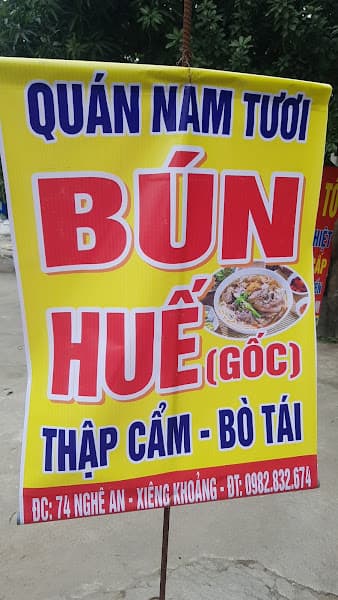 QUÁN NĂM TƯƠI
BÚN
HUẾ (GỐC)
THẬP CẨM - BÒ TÁI
ĐC: 74 NGHỆ AN - XIÊNG KHOẢNG - ĐT: 0982.832.674